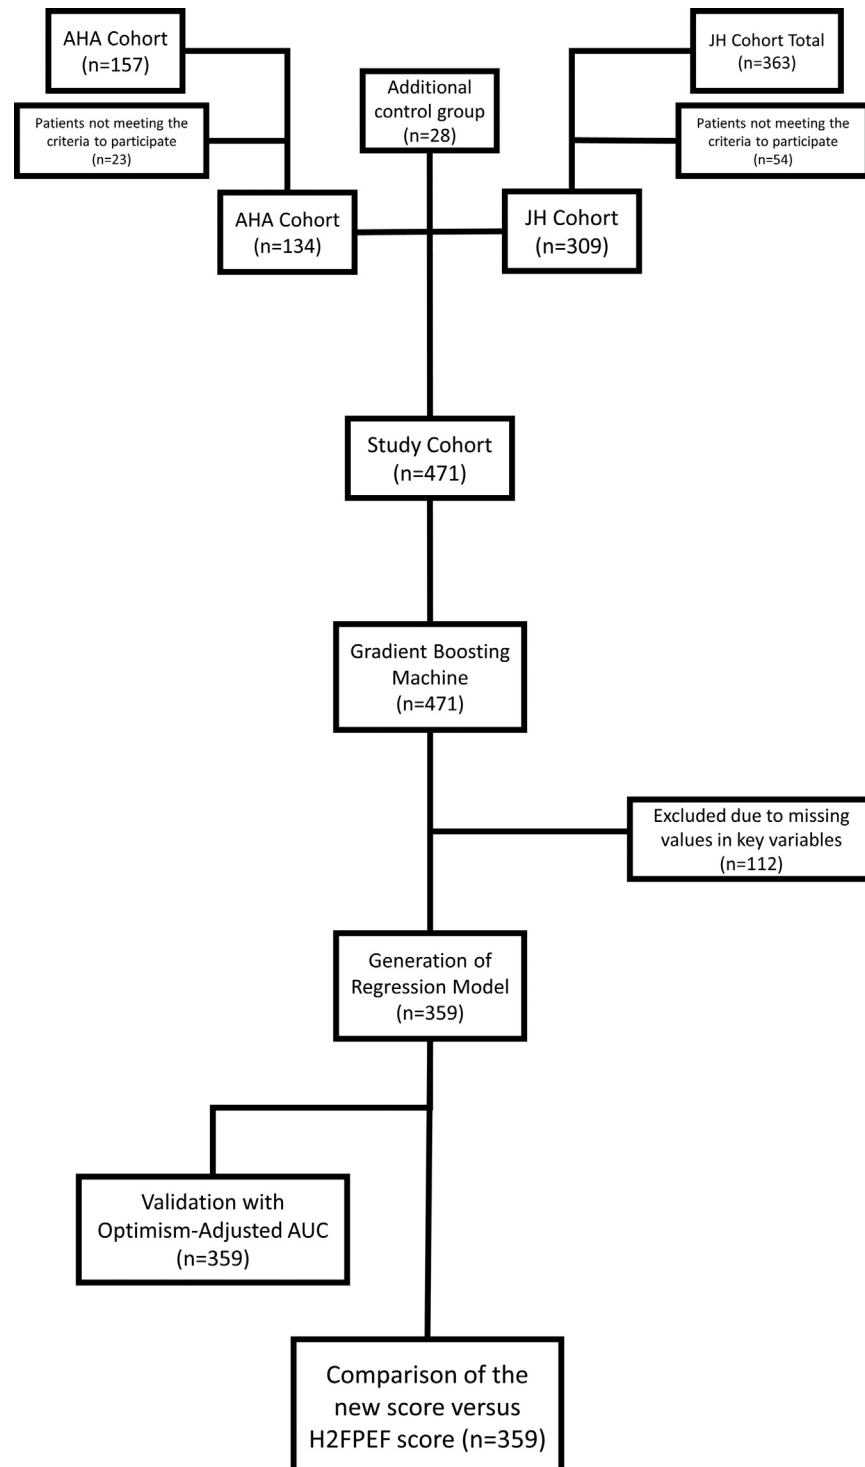 AHA Cohort
(n=157)
JH Cohort Total
(n=363)
Additional
control group
(n=28)
Patients not meeting the
criteria to participate
(n=23)
Patients not meeting the
criteria to participate
(n=54)
AHA Cohort
(n=134)
JH Cohort
(n=309)
Study Cohort
(n=471)
Gradient Boosting
Machine
(n=471)
Excluded due to missing
values in key variables
(n=112)
Generation of
Regression Model
(n=359)
Validation with
Optimism-Adjusted AUC
(n=359)
Comparison of the
new score versus
H2FPEF score (n=359)